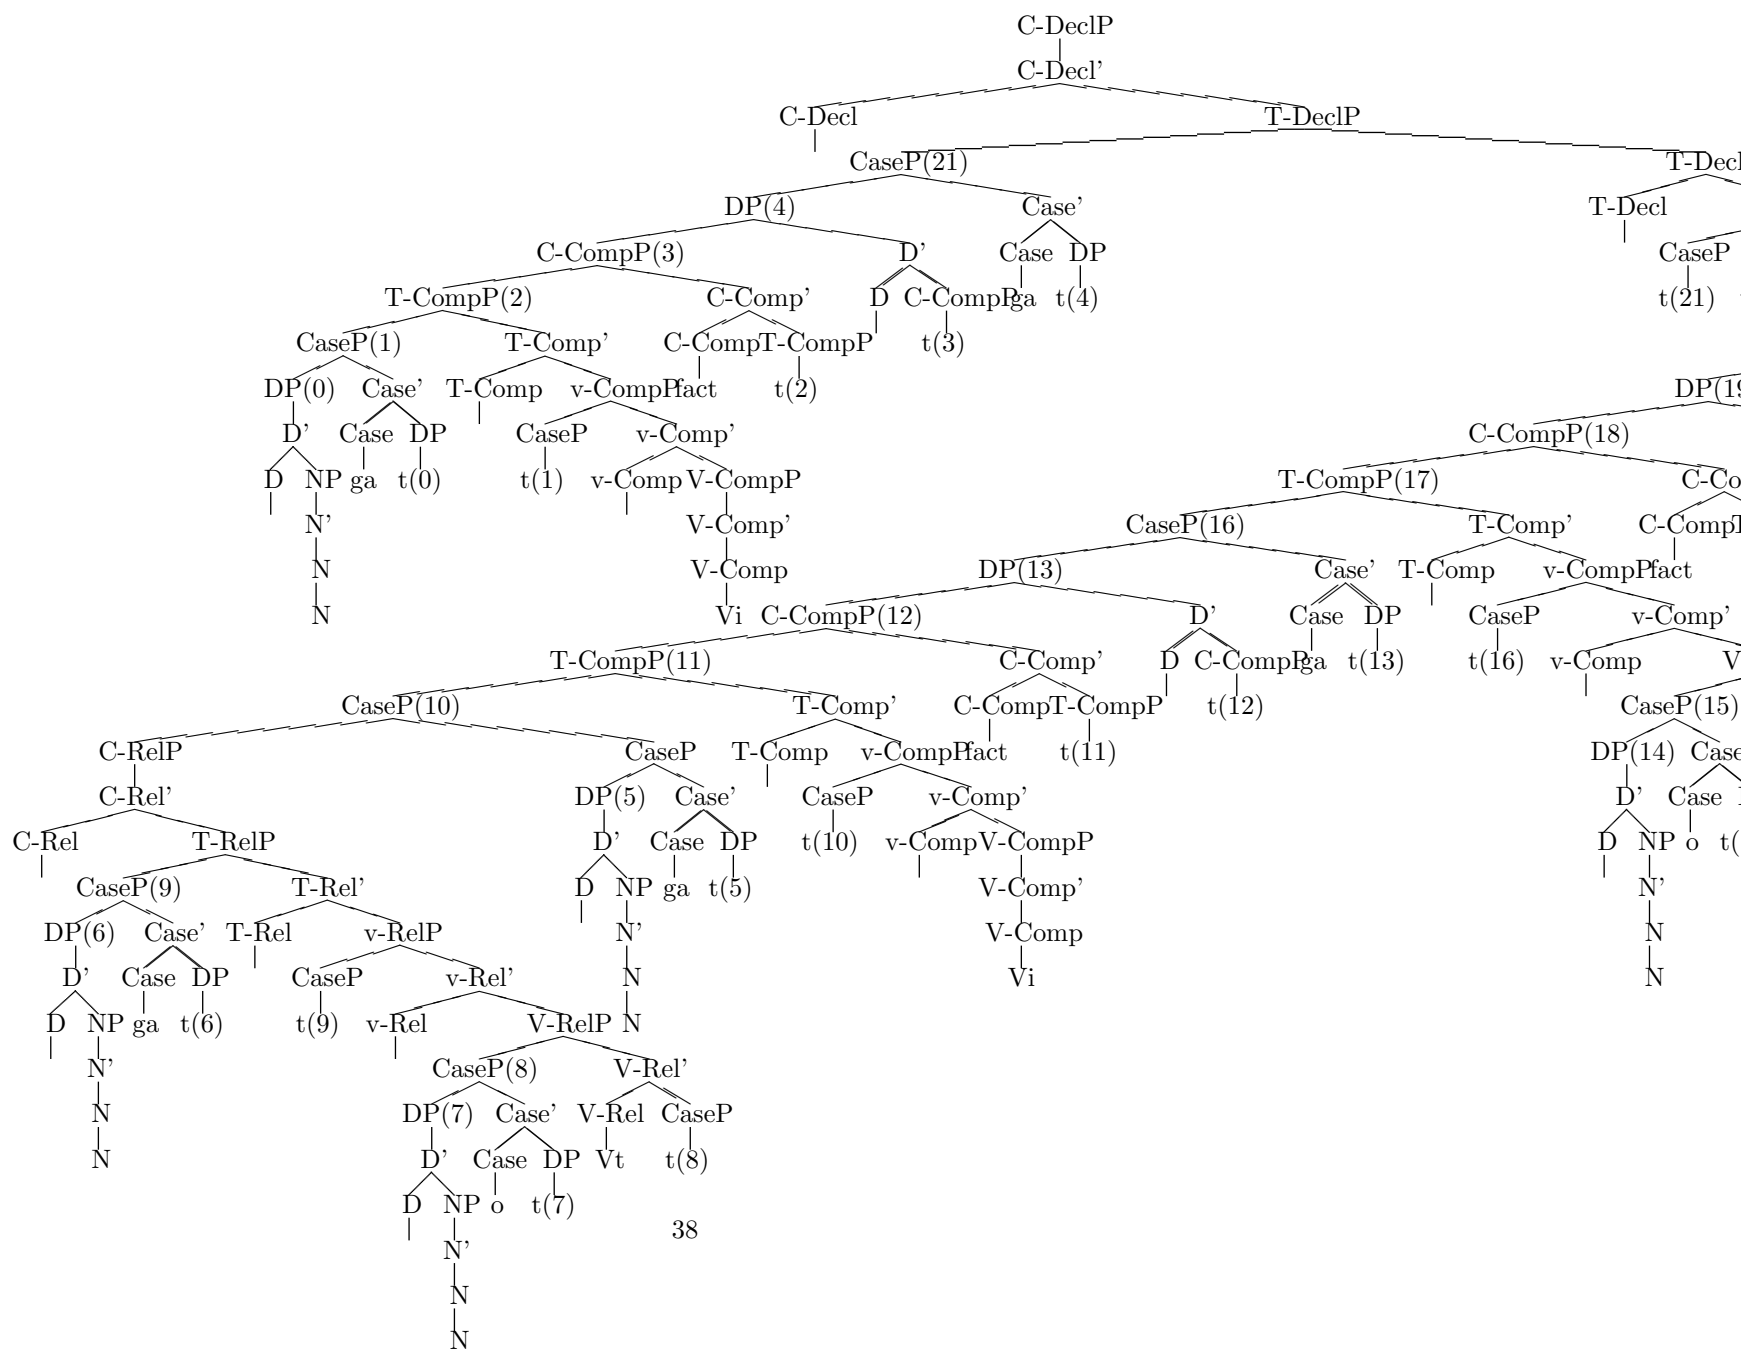 C-DeclP
C-Decl'
C-Decl T-DeclP
CaseP(21) T-Decl
DP(4) Case' T-Decl
C-CompP(3) D' Case DP CaseP
T-CompP(2) C-Comp' D C-CompP ga t(4) t(21)
CaseP(1) T-Comp' C-Comp T-CompP t(3)
DP(0) Case' T-Comp v-CompP fact t(2) DP(19
D' Case DP CaseP v-Comp' C-CompP(18)
D NP ga t(0) t(1) v-Comp V-CompP T-CompP(17) C-Co
N' V-Comp' CaseP(16) T-Comp' C-Comp
N V-Comp DP(13) Case' T-Comp v-CompP fact
N Vi C-CompP(12) D' Case DP CaseP v-Comp'
T-CompP(11) C-Comp' D C-CompP ga t(13) t(16) v-Comp V
CaseP(10) T-Comp' C-Comp T-CompP t(12) CaseP(15)
C-RelP CaseP T-Comp v-CompP fact t(11) DP(14) Case
C-Rel' DP(5) Case' CaseP v-Comp' D' Case
C-Rel T-RelP D' Case DP t(10) v-Comp V-CompP D NP o t(
CaseP(9) T-Rel' D NP ga t(5) V-Comp' N'
DP(6) Case' T-Rel v-RelP N' V-Comp N
D' Case DP CaseP v-Rel' N Vi N
D NP ga t(6) t(9) v-Rel V-RelP N
N' CaseP(8) V-Rel'
N DP(7) Case' V-Rel CaseP
N D' Case DP Vt t(8)
D NP o t(7)
38
N'
N
N